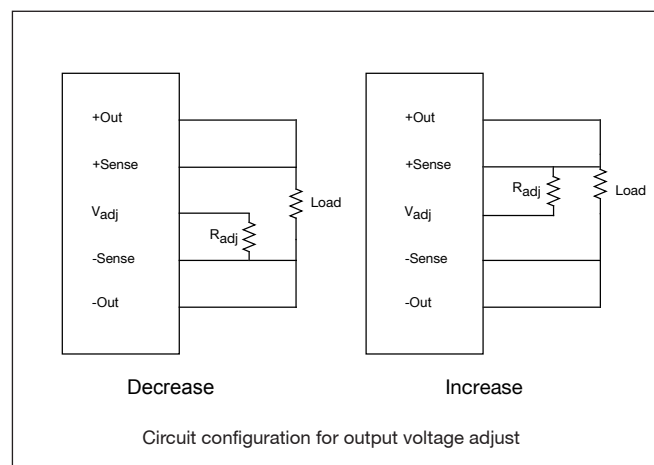 +Out
+Sense
Vadj
Radj
-Sense
-Out
Load
Decrease
+Out
+Sense
Radj
Vadj
-Sense
-Out
Load
Increase
Circuit configuration for output voltage adjust